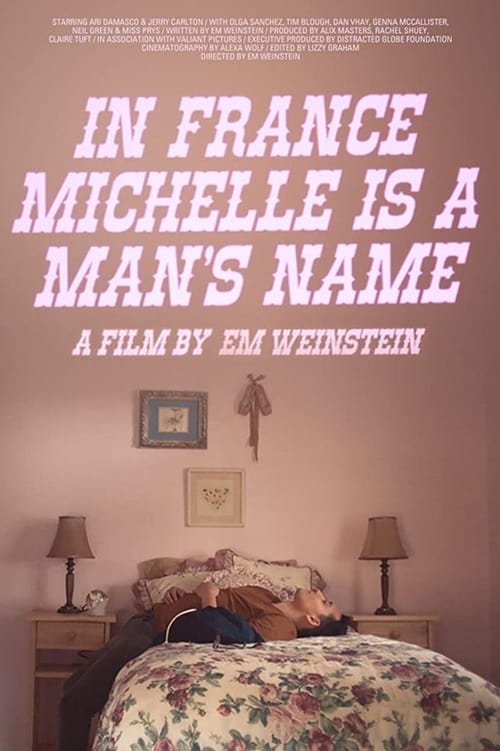 STARRING ARI DAMASCO & JERRY CARLTON / WITH OLGA SANCHEZ, TIM BLOUGH, DAN VHAY, GENNA MCCALLISTER,
NEIL GREEN & MISS PRYS / WRITTEN BY EM WEINSTEIN / PRODUCED BY ALIX MASTERS, RACHEL SHUEY,
CLAIRE TUFT / IN ASSOCIATION WITH VALIANT PICTURES / EXECUTIVE PRODUCED BY DISTRACTED GLOBE FOUNDATION
CINEMATOGRAPHY BY ALEXA WOLF / EDITED BY LIZZY GRAHAM
DIRECTED BY EM WEINSTEIN
IN FRANCE
MICHELLE IS A
MAN'S NAME
A FILM BY EM WEINSTEIN